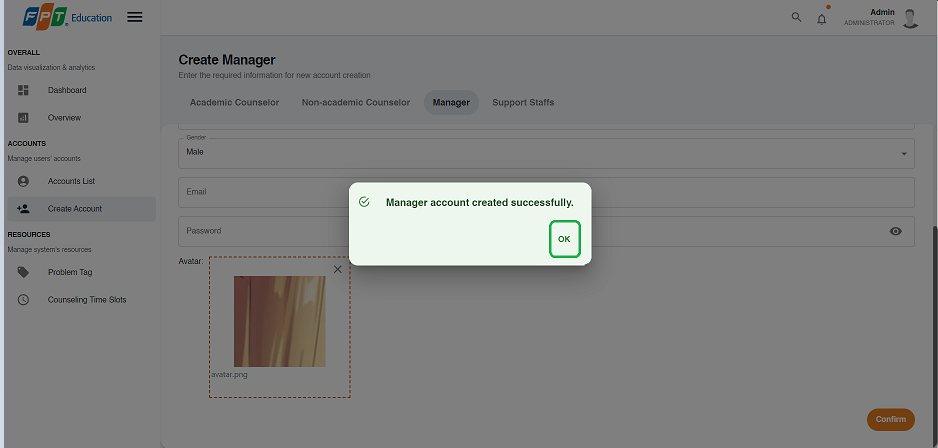 FPT Education
Admin
ADMINISTRATOR
OVERALL
Data visualization & analytics
Dashboard
Overview
ACCOUNTS
Manage users' accounts
Accounts List
Create Account
RESOURCES
Manage system's resources
Problem Tag
Counseling Time Slots
Create Manager
Enter the required information for new account creation
Academic Counselor Non-academic Counselor Manager Support Staffs
Gender
Male
Email
Password
Manager account created successfully.
OK
Avatar:
avatar.png
Confirm